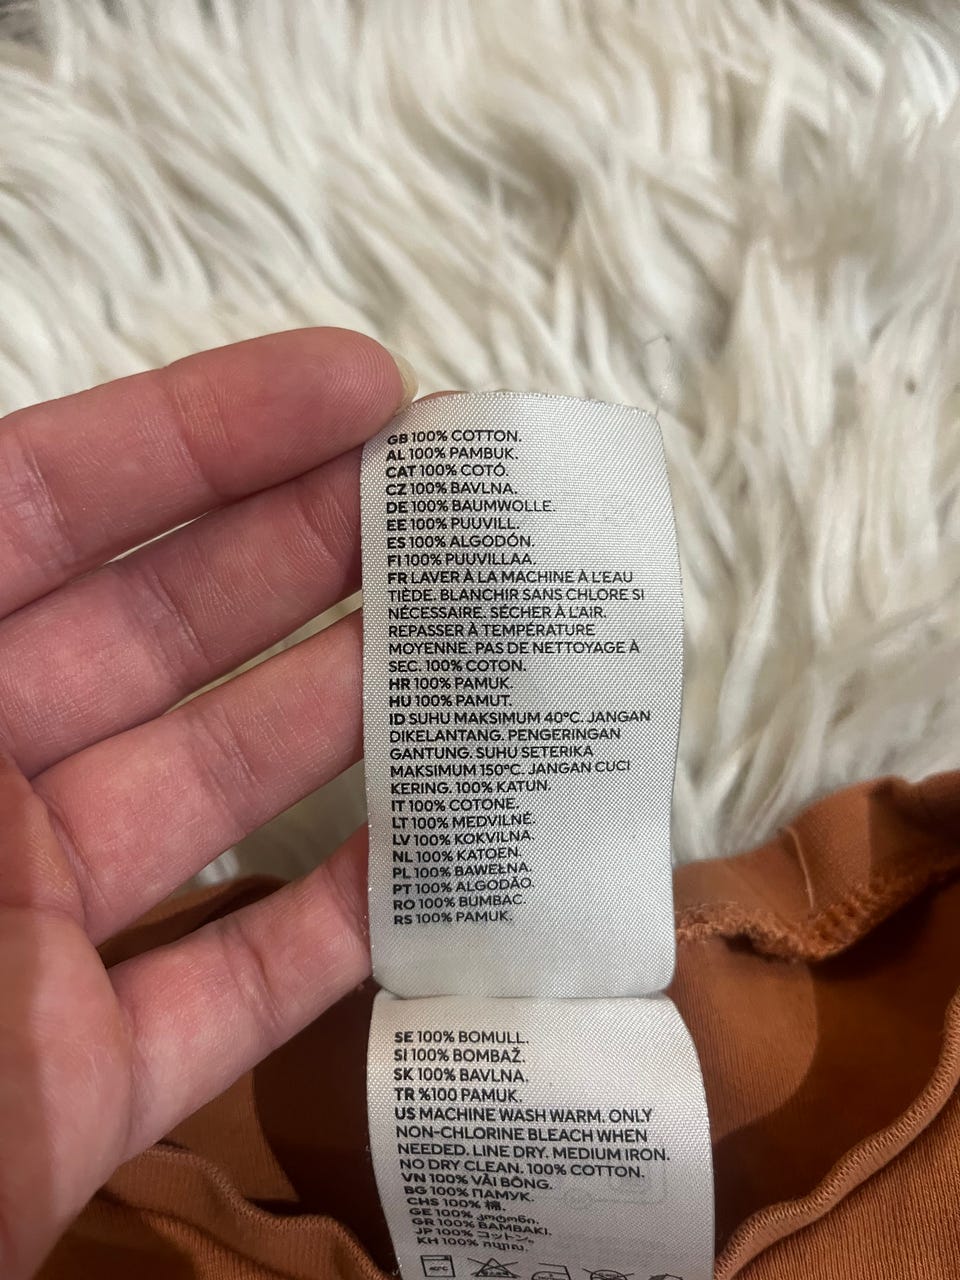 GB 100% COTTON.
AL 100% PAMBUK.
CAT 100% COTÓ.
CZ 100% BAVLNA.
DE 100% BAUMWOLLE.
EE 100% PUUVILL.
ES 100% ALGODÓN.
FI 100% PUUVILLAA.
FR LAVER À LA MACHINE À L'EAU
TIÈDE. BLANCHIR SANS CHLORE SI
NÉCESSAIRE. SÉCHER À L'AIR.
REPASSER À TEMPÉRATURE
MOYENNE. PAS DE NETTOYAGE À
SEC. 100% COTON.
HR 100% PAMUK.
HU 100% PAMUT.
ID SUHU MAKSIMUM 40°C. JANGAN
DIKELANTANG. PENGERINGAN
GANTUNG. SUHU SETERIKA
MAKSIMUM 150°C. JANGAN CUCI
KERING. 100% KATUN.
IT 100% COTONE.
LT 100% MEDVILNĖ.
LV 100% KOKVILNA.
NL 100% KATOEN.
PL 100% BAWEŁNA.
PT 100% ALGODÃO.
RO 100% BUMBAC.
RS 100% PAMUK.
SE 100% BOMULL.
SI 100% BOMBAŽ.
SK 100% BAVLNA.
TR %100 PAMUK.
US MACHINE WASH WARM. ONLY
NON-CHLORINE BLEACH WHEN
NEEDED. LINE DRY. MEDIUM IRON.
NO DRY CLEAN. 100% COTTON.
VN 100% VẢI BÔNG.
BG 100% ПАМУК.
CHS 100% 棉.
GE 100%
GR 100% ΒΑΜΒΑΚΙ.
JP 100% コットン。
KH 100%
40°C